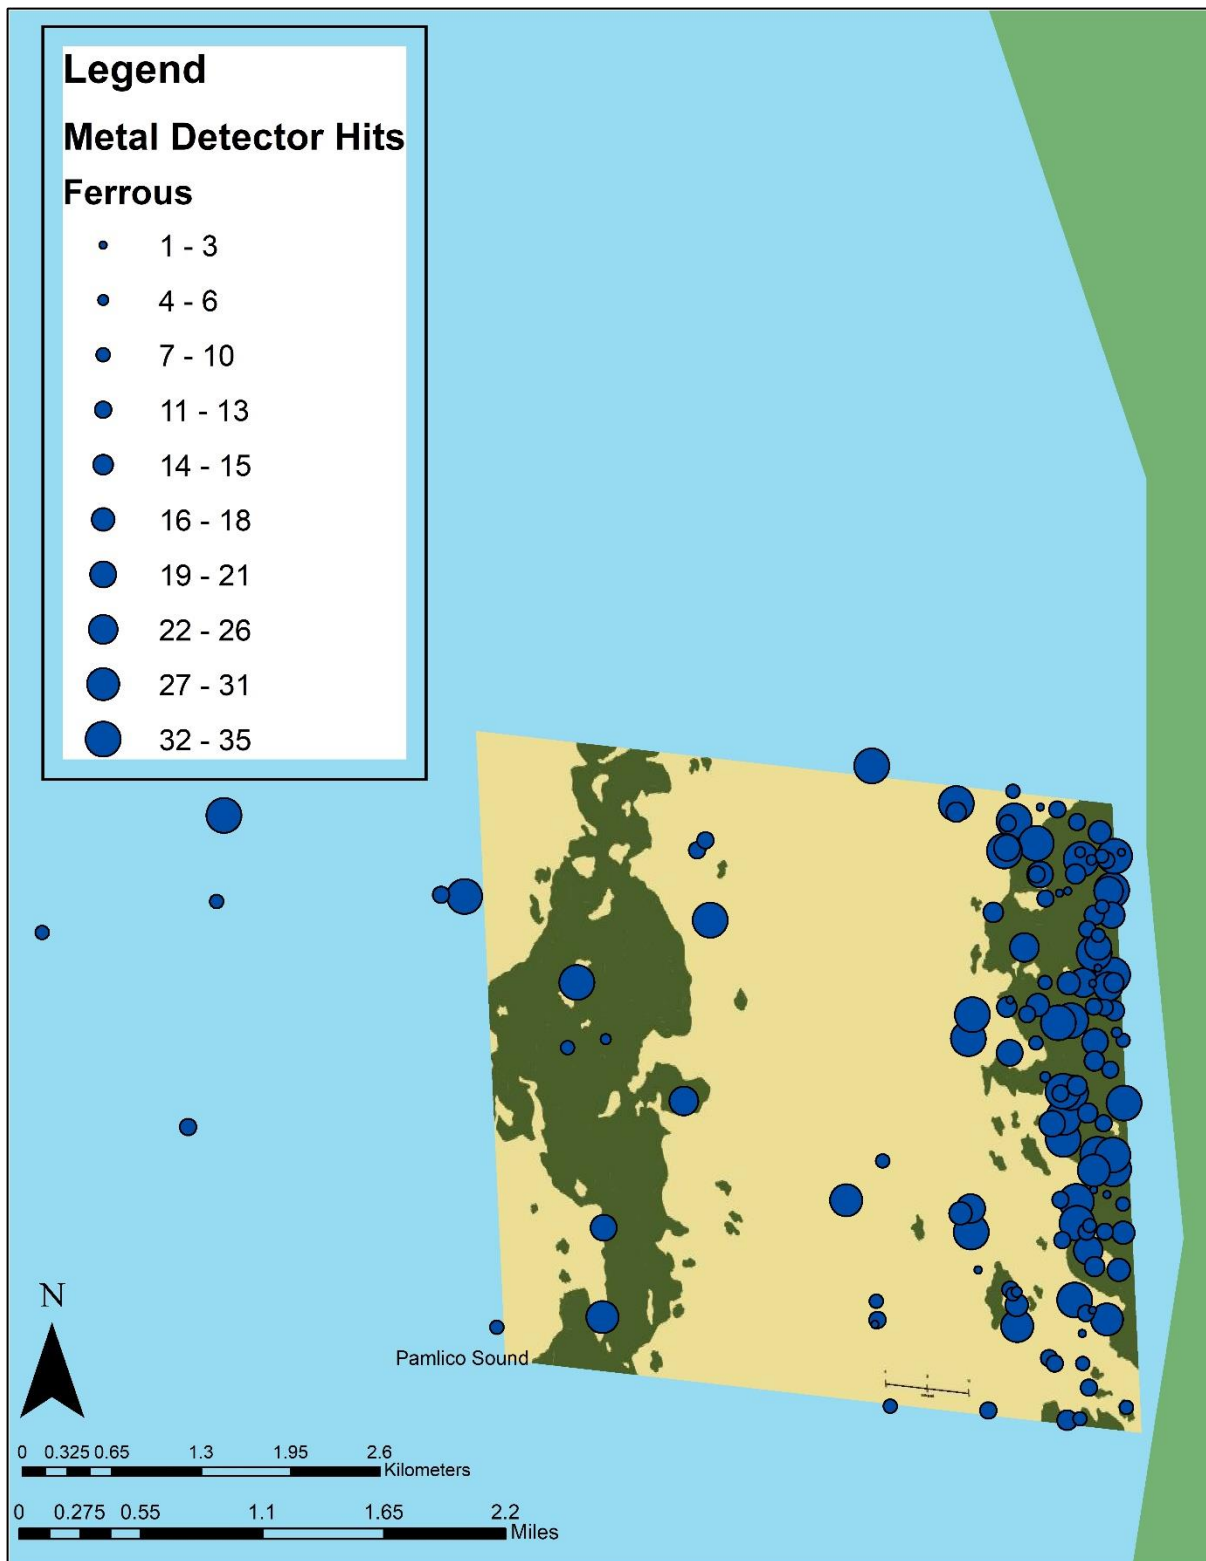 Legend
Metal Detector Hits
Ferrous
1 - 3
4 - 6
7 - 10
11 - 13
14 - 15
16 - 18
19 - 21
22 - 26
27 - 31
32 - 35
N
Pamlico Sound
0 0.325 0.65 1.3 1.95 2.6
Kilometers
0 0.275 0.55 1.1 1.65 2.2
Miles